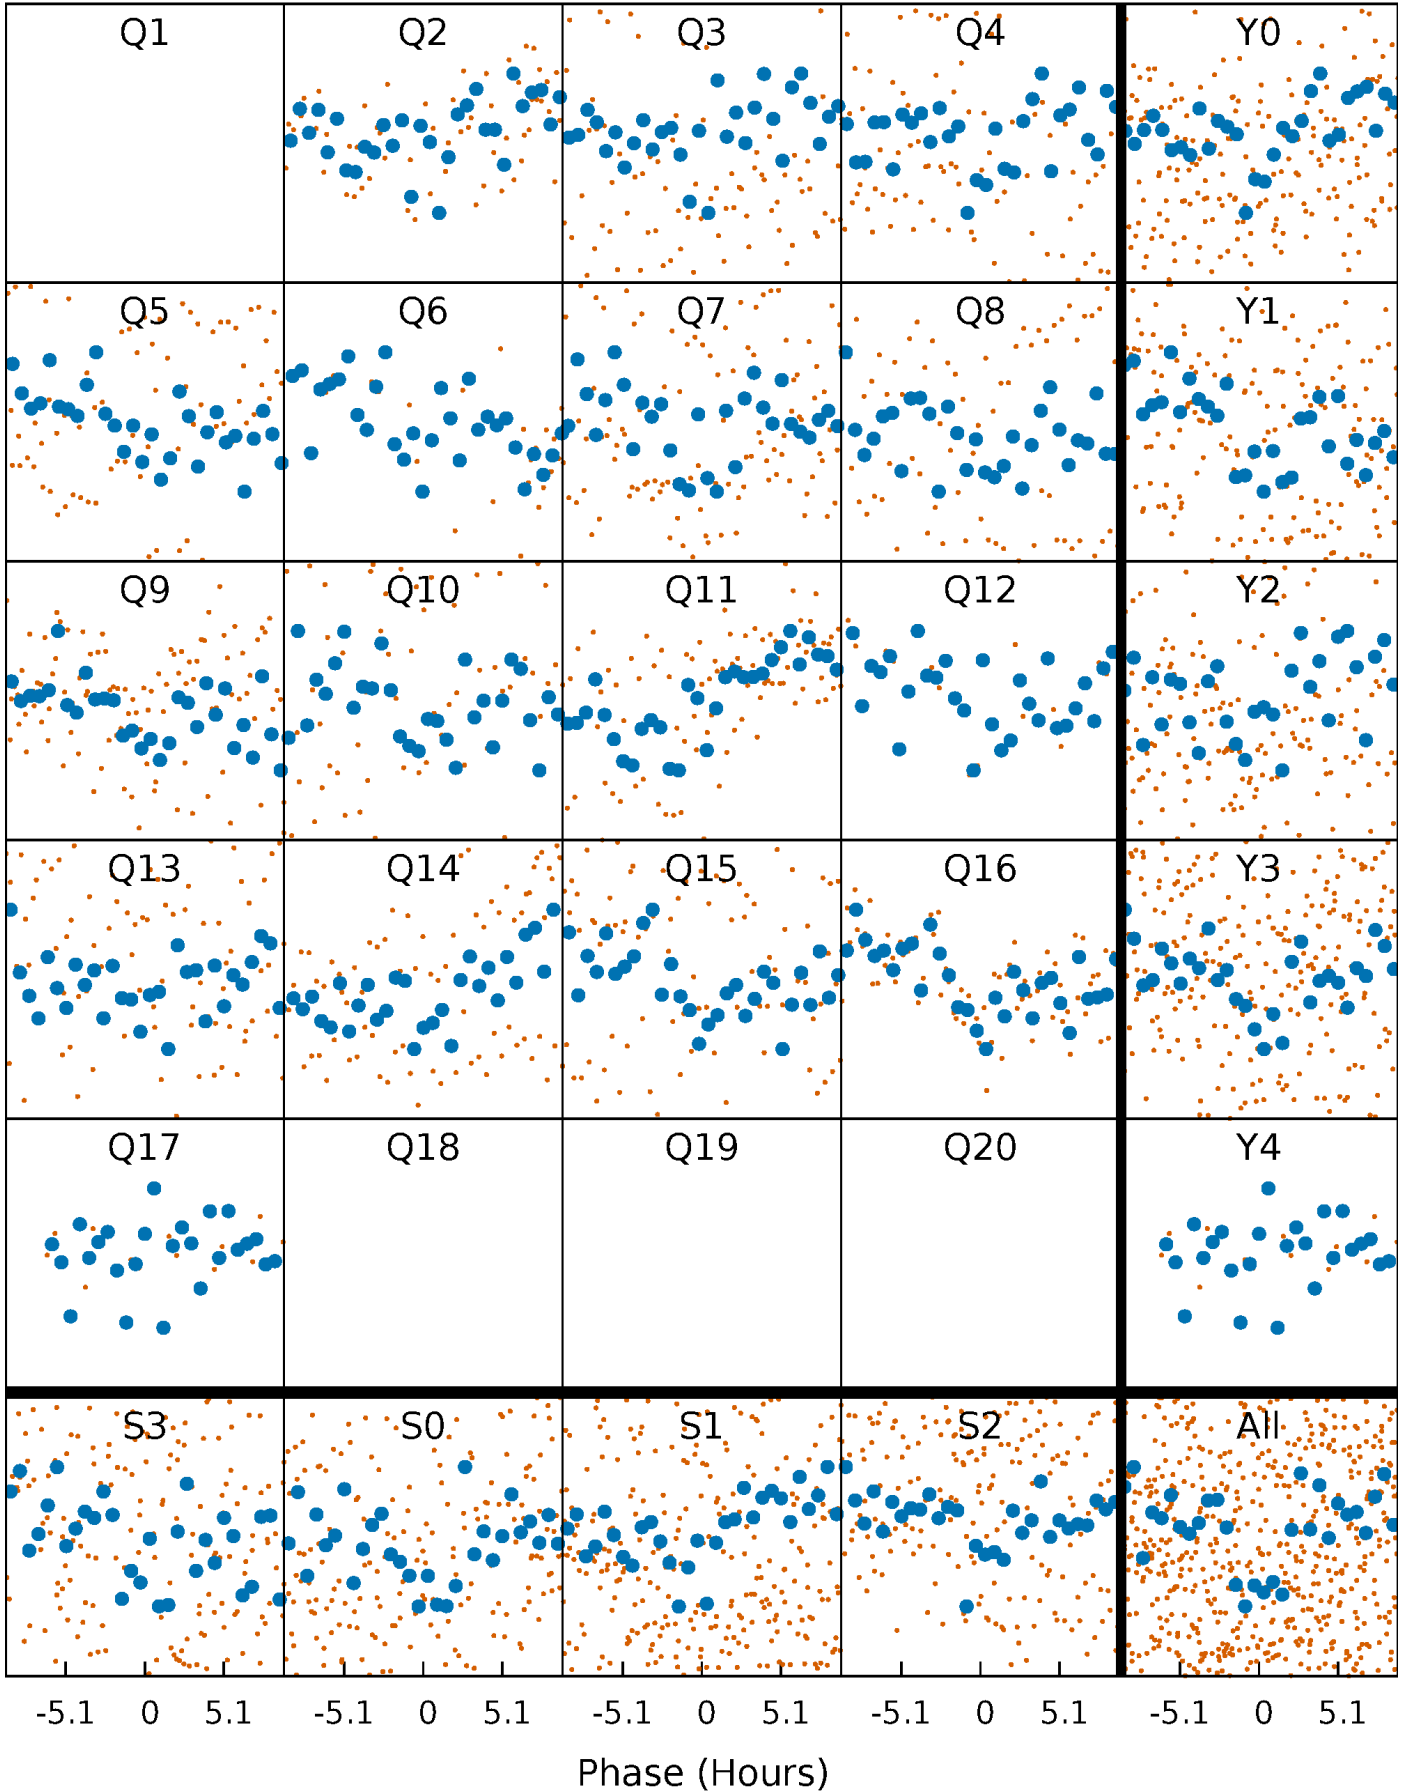 Q1 Q2 Q3 Q4 Y0
Q5 Q6 Q7 Q8 Y1
Q9 Q10 Q11 Q12 Y2
Q13 Q14 Q15 Q16 Y3
Q17 Q18 Q19 Q20 Y4
S3 S0 S1 S2 All
-5.1 0 5.1 -5.1 0 5.1 -5.1 0 5.1 -5.1 0 5.1 -5.1 0 5.1
Phase (Hours)